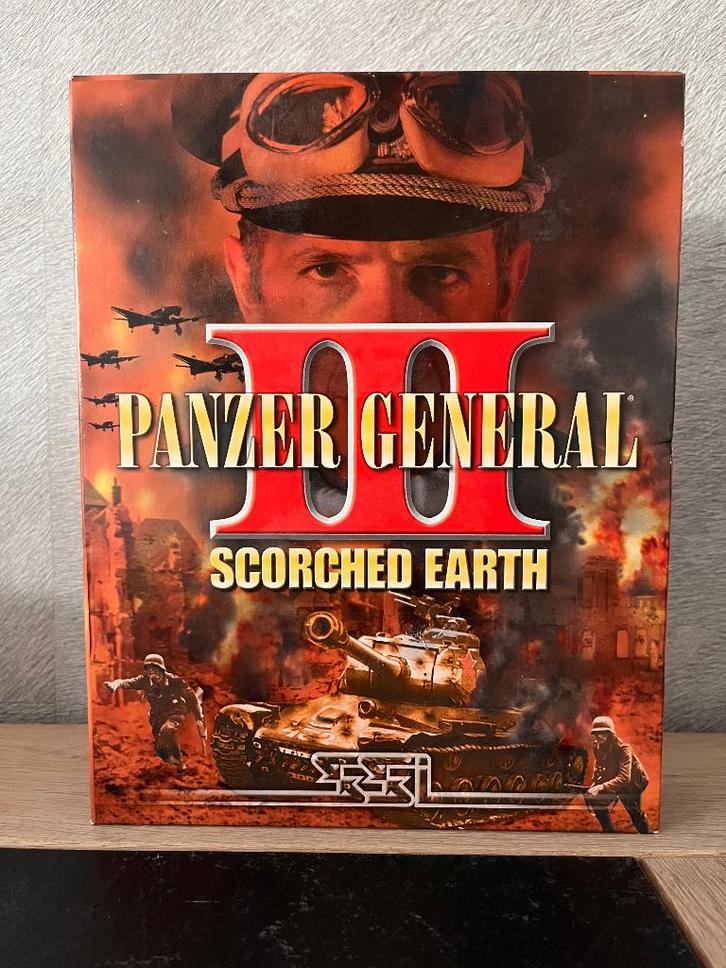 III
PANZER GENERAL®
SCORCHED EARTH
SSI